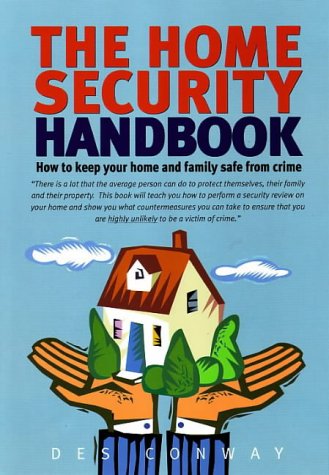 THE HOME
SECURITY
HANDBOOK
How to keep your home and family safe from crime
"There is a lot that the average person can do to protect themselves, their family
and their property. This book will teach you how to perform a security review on
your home and show you what countermeasures you can take to ensure that you
are highly unlikely to be a victim of crime."
DES CONWAY